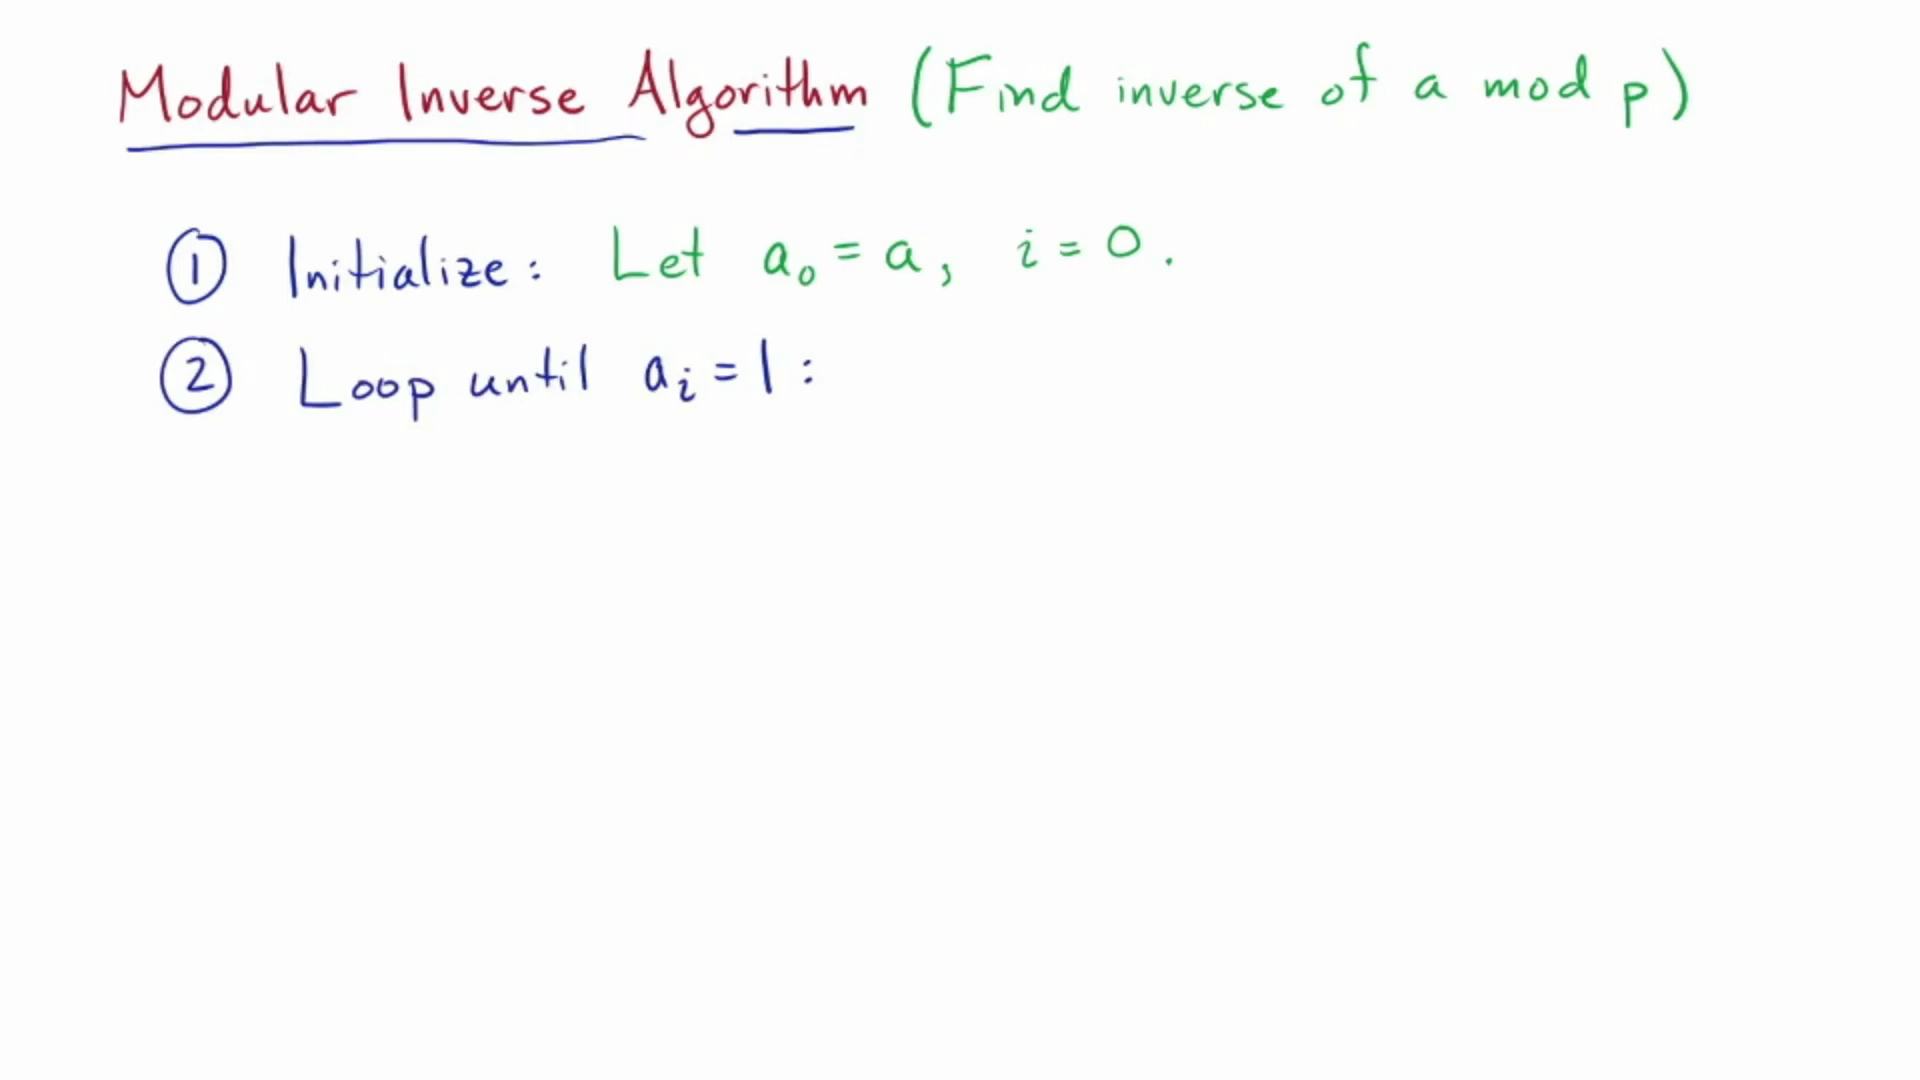 Modular Inverse Algorithm (Find inverse of a mod p)
① Initialize: Let a₀ = a, i = 0.
② Loop until aᵢ = 1: